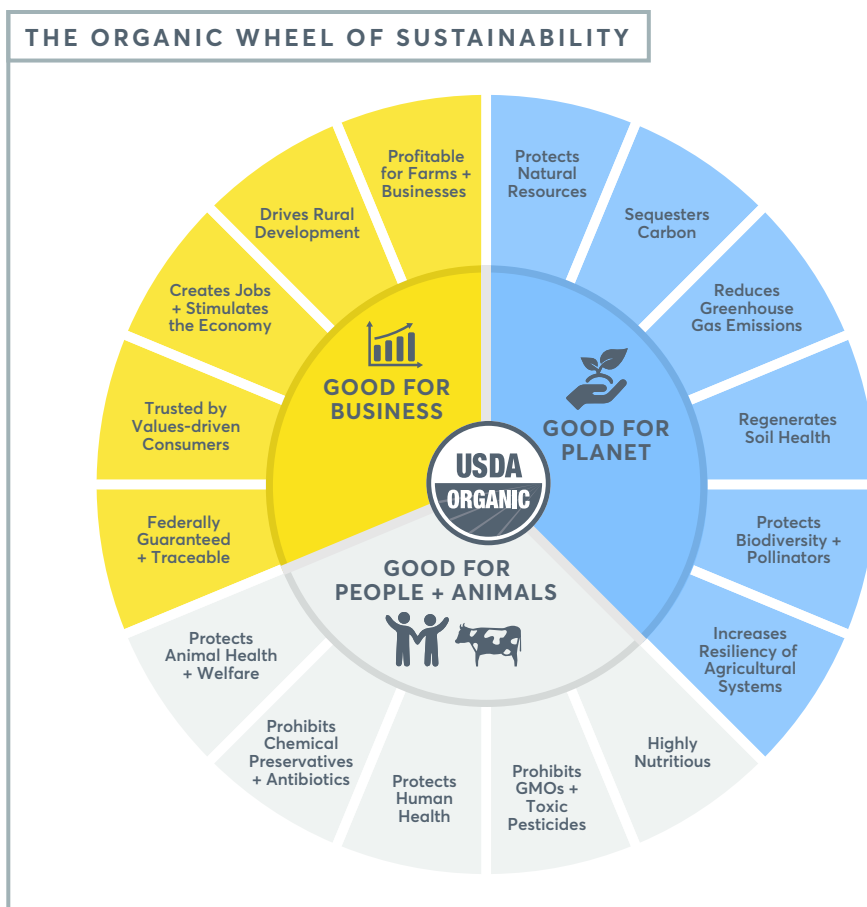 THE ORGANIC WHEEL OF SUSTAINABILITY
Profitable
for Farms +
Businesses
Protects
Natural
Resources
Drives Rural
Development
Sequesters
Carbon
Creates Jobs
+ Stimulates
the Economy
Reduces
Greenhouse
Gas Emissions
GOOD FOR
BUSINESS
GOOD FOR
PLANET
Trusted by
Values-driven
Consumers
Regenerates
Soil Health
USDA
ORGANIC
Federally
Guaranteed
+ Traceable
Protects
Biodiversity +
Pollinators
GOOD FOR
PEOPLE + ANIMALS
Protects
Animal Health
+ Welfare
Increases
Resiliency of
Agricultural
Systems
Prohibits
Chemical
Preservatives
+ Antibiotics
Protects
Human
Health
Prohibits
GMOs +
Toxic
Pesticides
Highly
Nutritious